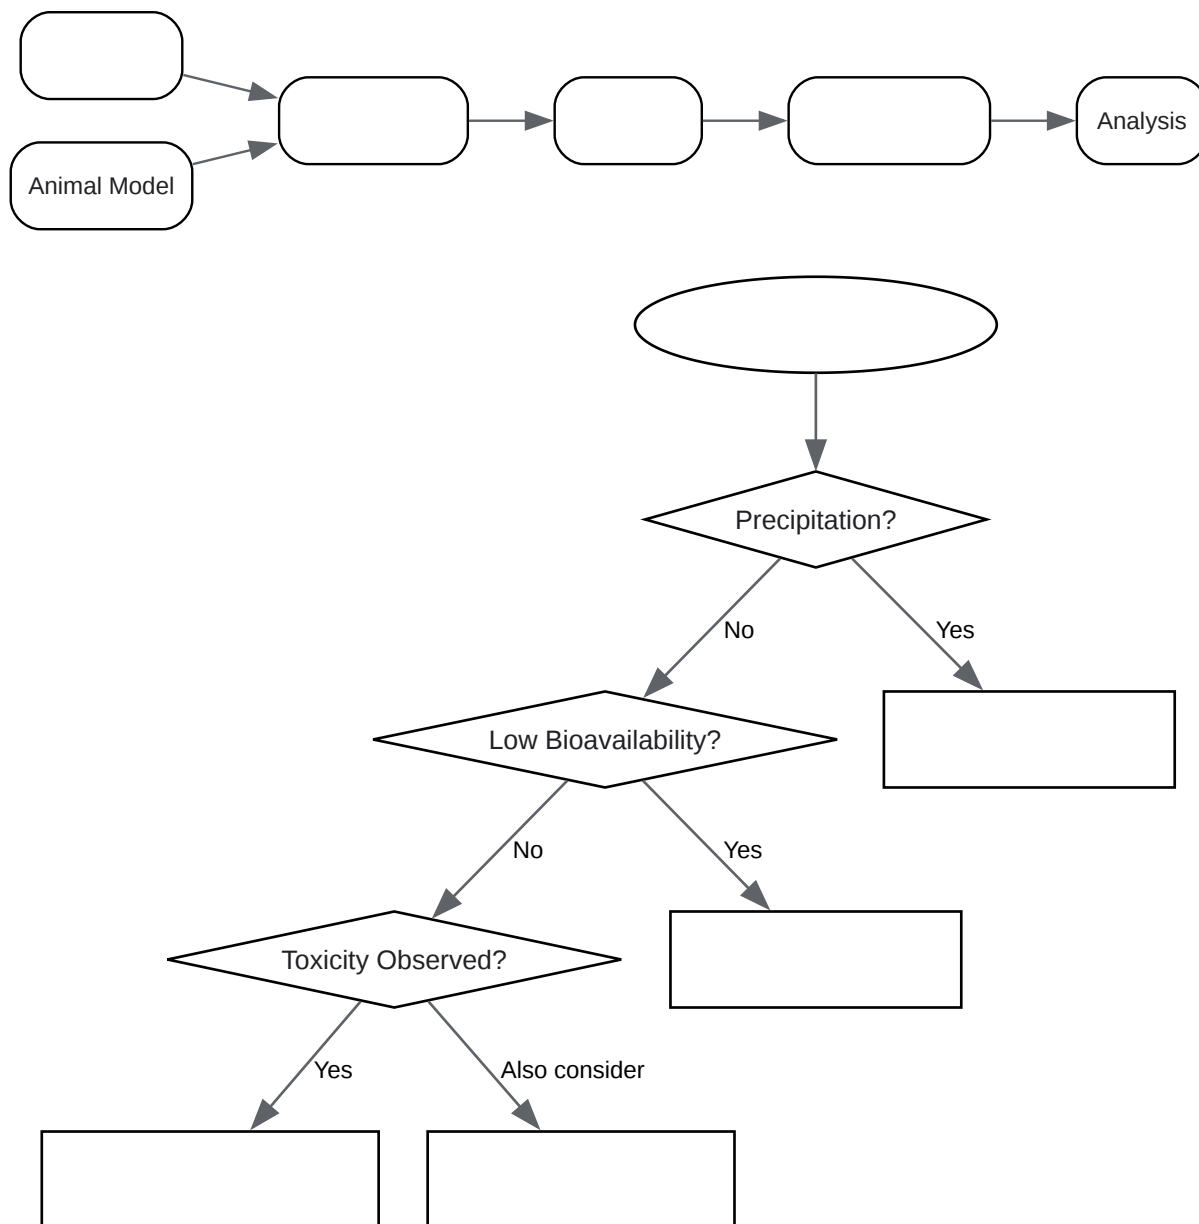 Animal Model
Analysis
Precipitation?
No
Yes
Low Bioavailability?
No
Yes
Toxicity Observed?
Yes
Also consider